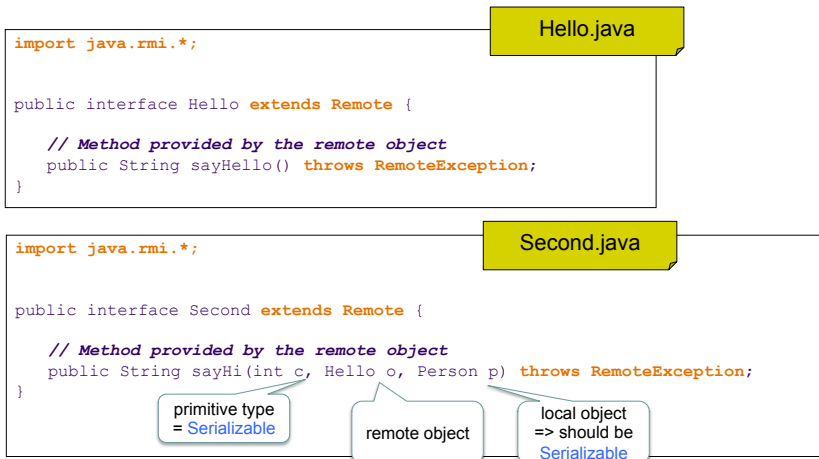 Hello.java
import java.rmi.*;
public interface Hello extends Remote {
// Method provided by the remote object
public String sayHello() throws RemoteException;
}
Second.java
import java.rmi.*;
public interface Second extends Remote {
// Method provided by the remote object
public String sayHi(int c, Hello o, Person p) throws RemoteException;
}
primitive type
= Serializable
remote object
local object
=> should be
Serializable